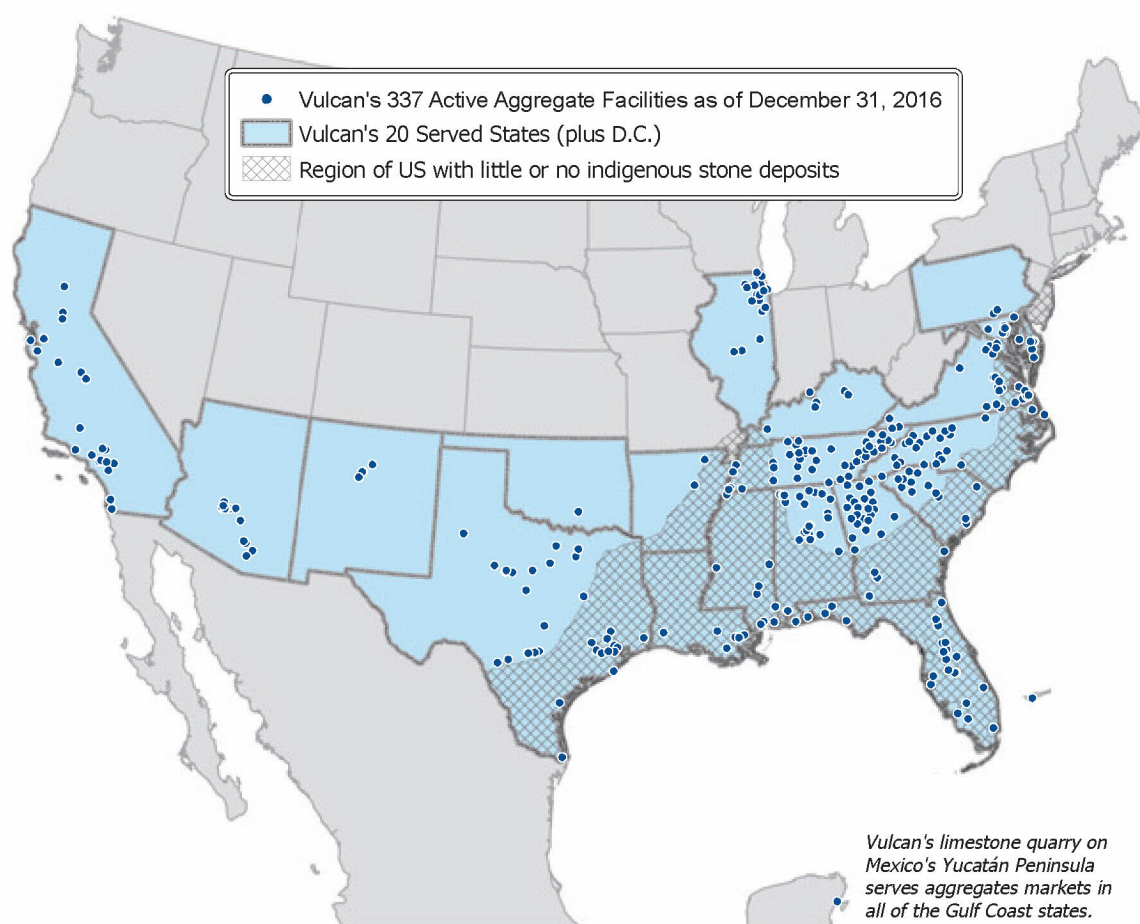 Vulcan's 337 Active Aggregate Facilities as of December 31, 2016
Vulcan's 20 Served States (plus D.C.)
Region of US with little or no indigenous stone deposits
Vulcan's limestone quarry on
Mexico's Yucatán Peninsula
serves aggregates markets in
all of the Gulf Coast states.